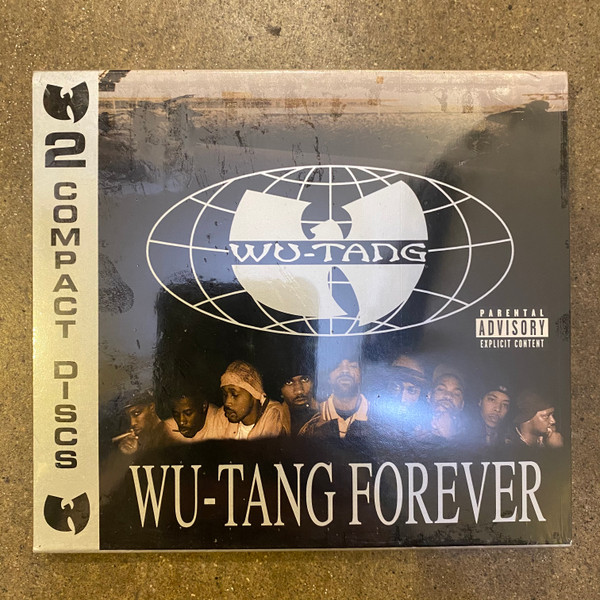 2 COMPACT DISCS
WU-TANG
PARENTAL
ADVISORY
EXPLICIT CONTENT
WU-TANG FOREVER